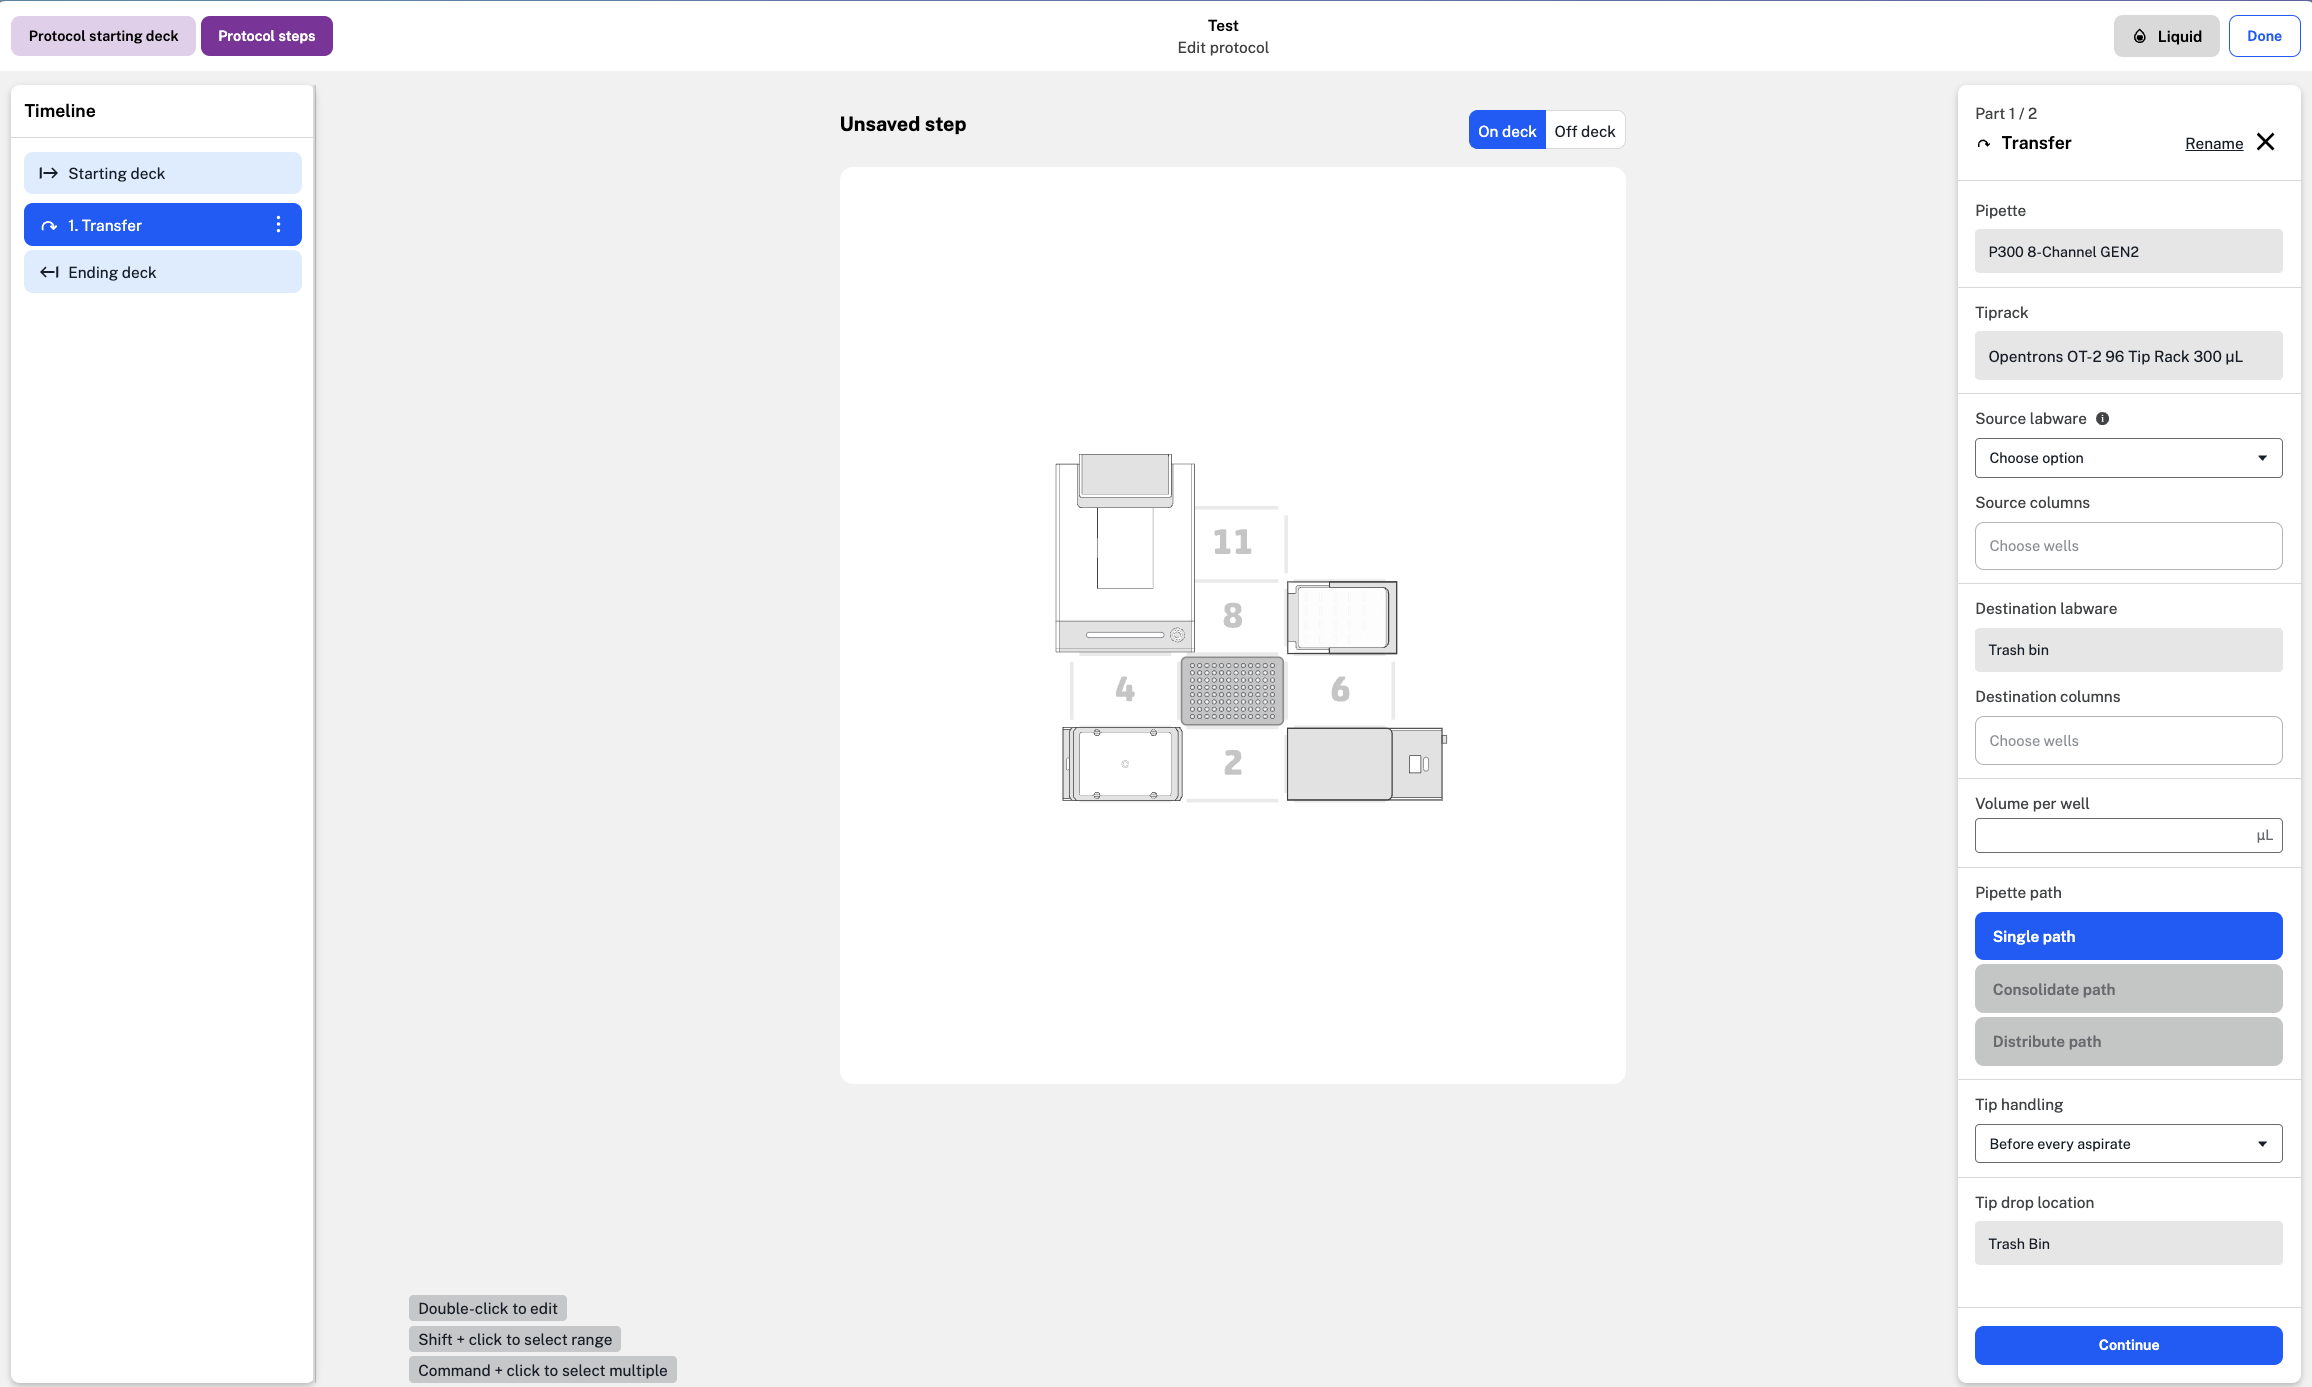 Protocol starting deck
Protocol steps
Test
Edit protocol
Liquid
Done
Timeline
Starting deck
1. Transfer
Ending deck
Unsaved step
On deck
Off deck
11
8
4
6
2
Double-click to edit
Shift + click to select range
Command + click to select multiple
Part 1 / 2
Transfer
Rename
Pipette
P300 8-Channel GEN2
Tiprack
Opentrons OT-2 96 Tip Rack 300 µL
Source labware
Choose option
Source columns
Choose wells
Destination labware
Trash bin
Destination columns
Choose wells
Volume per well
µL
Pipette path
Single path
Consolidate path
Distribute path
Tip handling
Before every aspirate
Tip drop location
Trash Bin
Continue